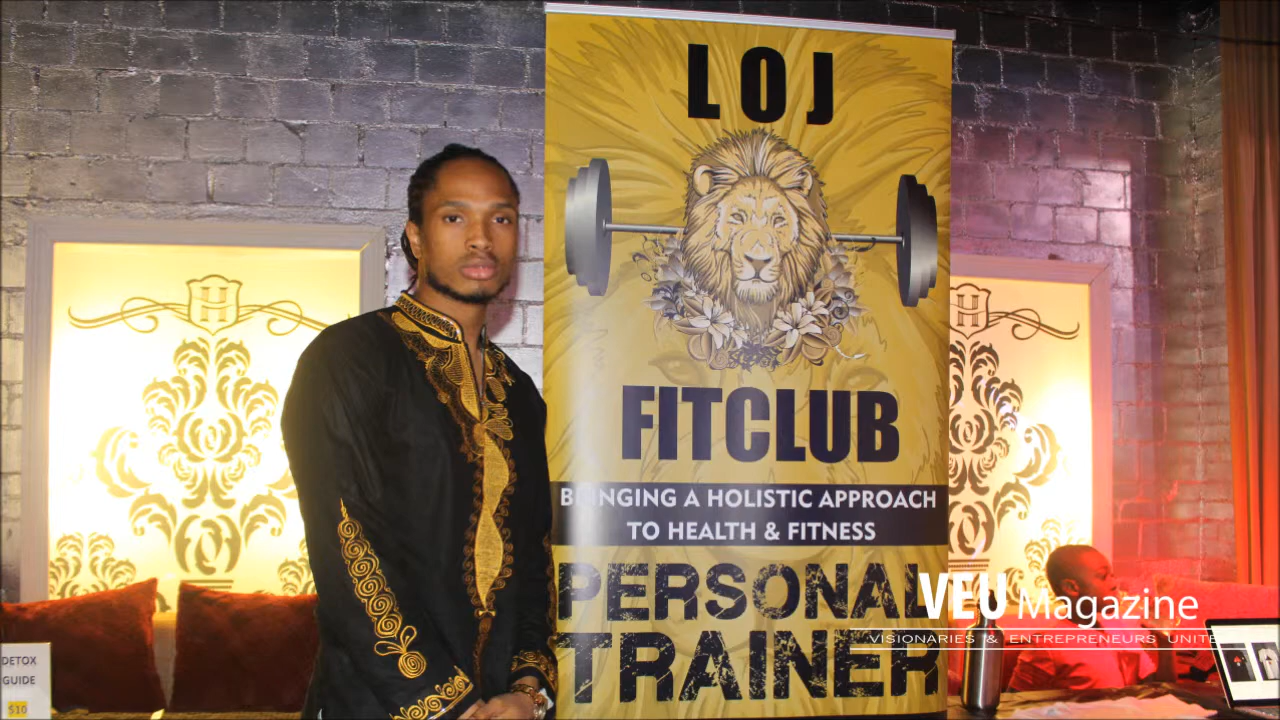 LOJ
FITCLUB
BRINGING A HOLISTIC APPROACH
TO HEALTH & FITNESS
PERSONAL
TRAINER
VEU Magazine
VISIONARIES & ENTREPRENEURS UNITE
DETOX
GUIDE
$10
H
H